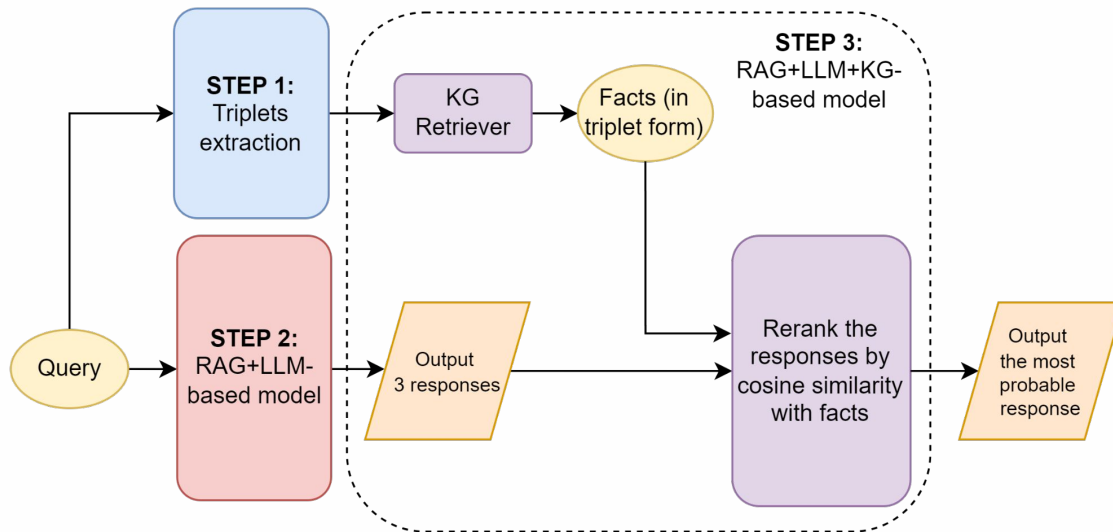 STEP 1:
Triplets
extraction
KG
Retriever
Facts (in
triplet form)
STEP 3:
RAG+LLM+KG-
based model
Query
STEP 2:
RAG+LLM-
based model
Output
3 responses
Rerank the
responses by
cosine similarity
with facts
Output
the most
probable
response